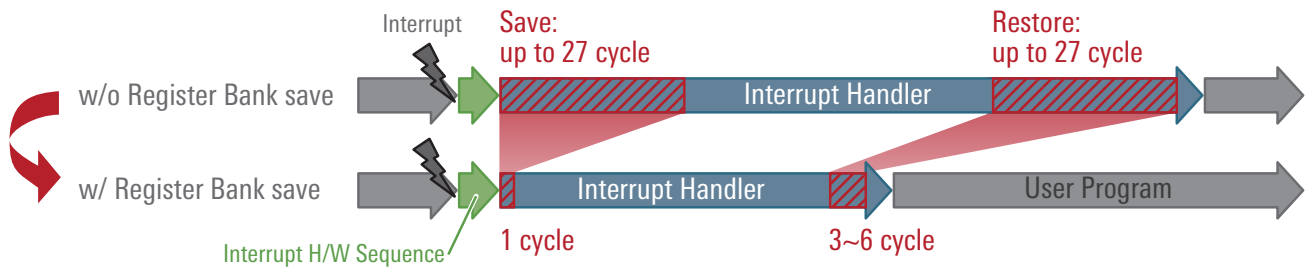 Interrupt
Save:
up to 27 cycle
Restore:
up to 27 cycle
w/o Register Bank save
Interrupt Handler
w/ Register Bank save
Interrupt Handler
User Program
Interrupt H/W Sequence
1 cycle
3~6 cycle